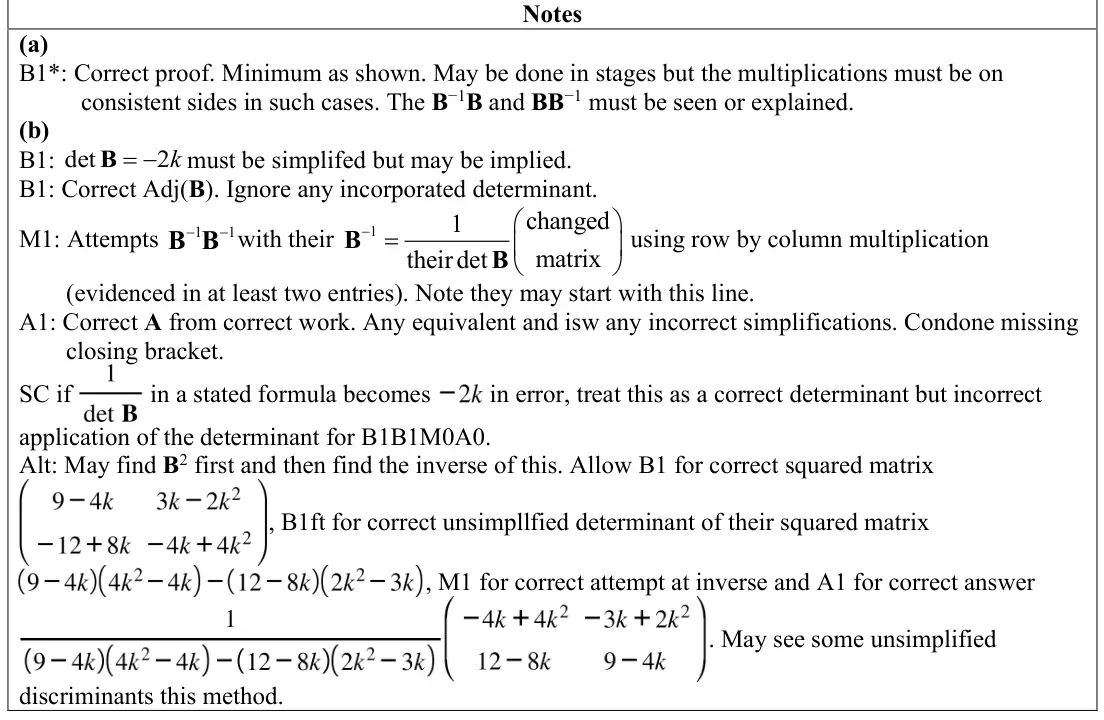 Notes
(a)
B1*: Correct proof. Minimum as shown. May be done in stages but the multiplications must be on
consistent sides in such cases. The B⁻¹B and BB⁻¹ must be seen or explained.
(b)
B1: det B = −2k must be simplifed but may be implied.
B1: Correct Adj(B). Ignore any incorporated determinant.
M1: Attempts B⁻¹B⁻¹ with their B⁻¹ = 1/(their det B) (changed matrix) using row by column multiplication
(evidenced in at least two entries). Note they may start with this line.
A1: Correct A from correct work. Any equivalent and isw any incorrect simplifications. Condone missing
closing bracket.
SC if 1/(det B) in a stated formula becomes −2k in error, treat this as a correct determinant but incorrect
application of the determinant for B1B1M0A0.
Alt: May find B² first and then find the inverse of this. Allow B1 for correct squared matrix
(9−4k 3k−2k²
−12+8k −4k+4k²), B1ft for correct unsimpllfied determinant of their squared matrix
(9−4k)(4k²−4k)−(12−8k)(2k²−3k), M1 for correct attempt at inverse and A1 for correct answer
1/((9−4k)(4k²−4k)−(12−8k)(2k²−3k)) (−4k+4k² −3k+2k²
12−8k 9−4k). May see some unsimplified
discriminants this method.